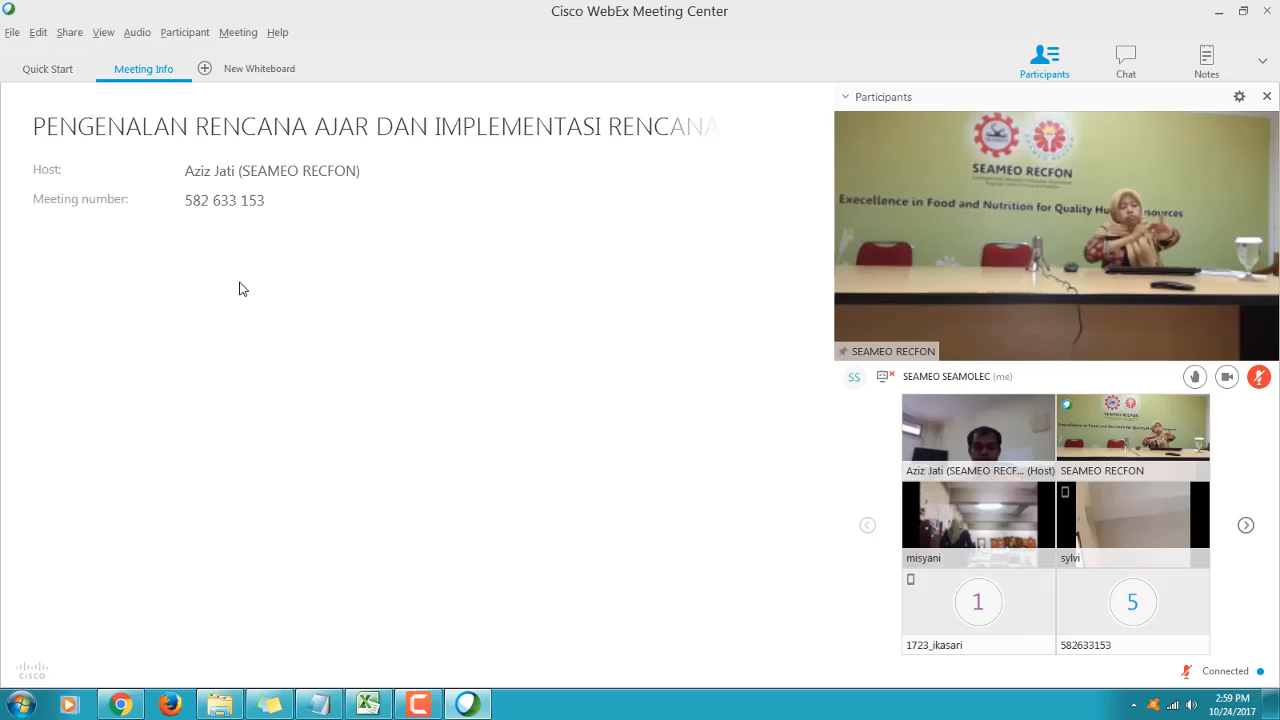 Cisco WebEx Meeting Center
File Edit Share View Audio Participant Meeting Help
Quick Start Meeting Info New Whiteboard
Participants Chat Notes
PENGENALAN RENCANA AJAR DAN IMPLEMENTASI RENCANA
Host: Aziz Jati (SEAMEO RECFON)
Meeting number: 582 633 153
Participants
SEAMEO RECFON
Execellence in Food and Nutrition for Quality
SEAMEO RECFON
SS SEAMEO SEAMOLEC (me)
Aziz Jati (SEAMEO RECF... (Host)
SEAMEO RECFON
misyani
sylvi
1
1723_ikasari
5
582633153
Connected
cisco
2:59 PM
10/24/2017